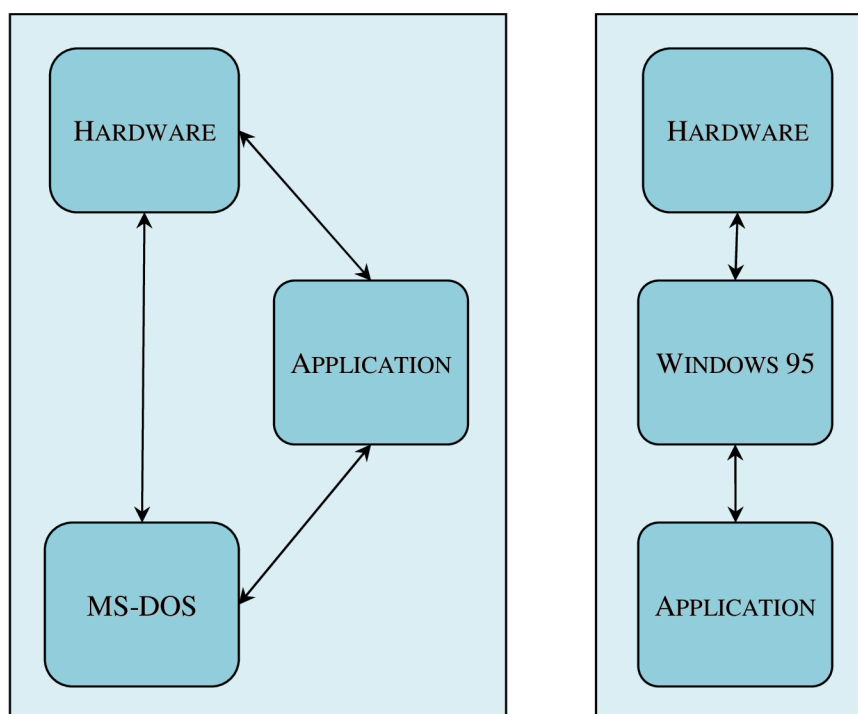 HARDWARE
APPLICATION
MS-DOS
HARDWARE
WINDOWS 95
APPLICATION